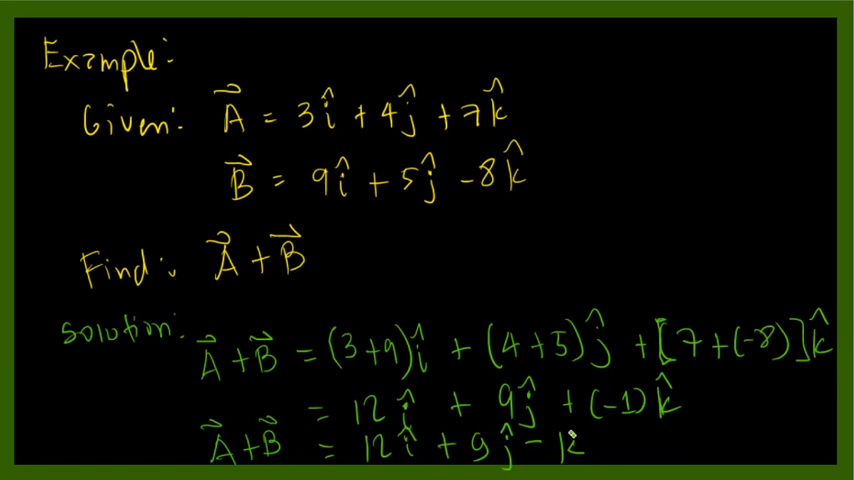 Example:
Given: A⃗ = 3î + 4ĵ + 7k̂
B⃗ = 9î + 5ĵ - 8k̂
Find: A⃗ + B⃗
Solution:
A⃗ + B⃗ = (3+9)î + (4+5)ĵ + [7+(-8)]k̂
= 12î + 9ĵ + (-1)k̂
A⃗ + B⃗ = 12î + 9ĵ - k